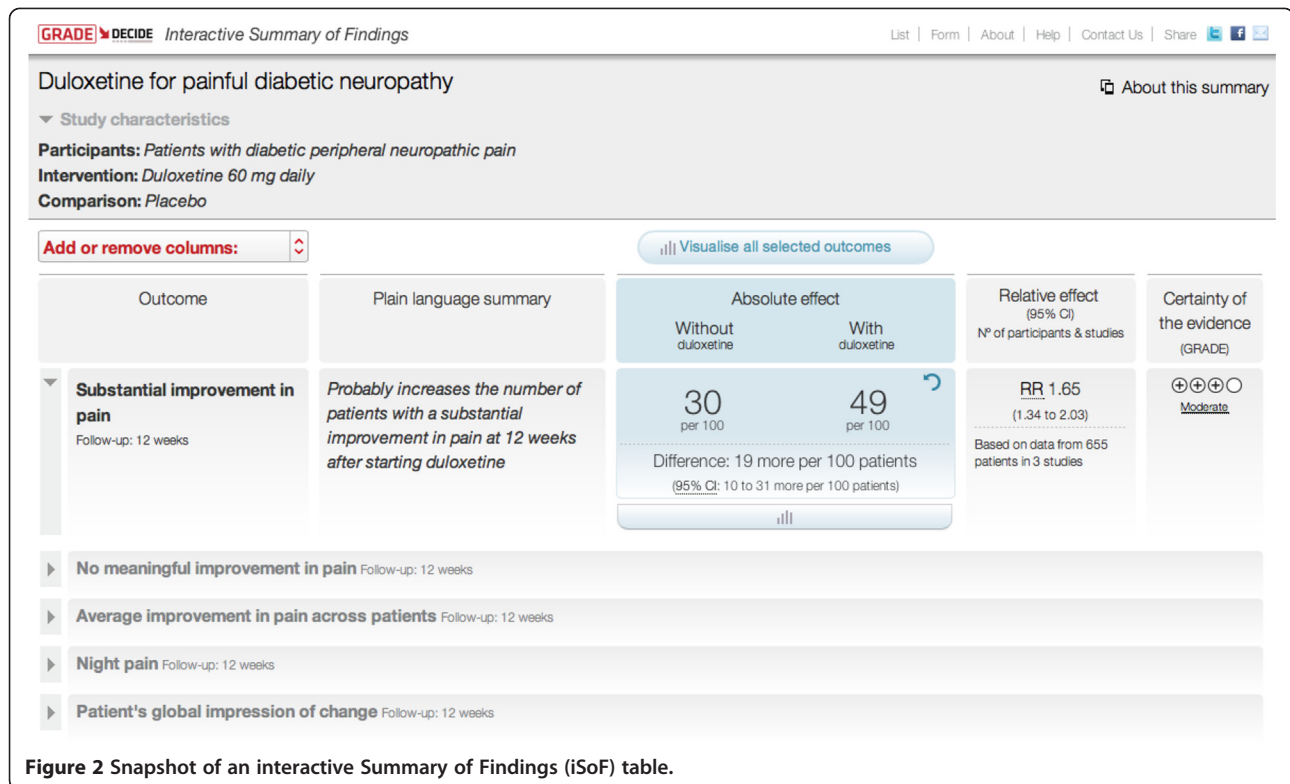 GRADE DECIDE Interactive Summary of Findings
List | Form | About | Help | Contact Us | Share
Duloxetine for painful diabetic neuropathy
About this summary
Study characteristics
Participants: Patients with diabetic peripheral neuropathic pain
Intervention: Duloxetine 60 mg daily
Comparison: Placebo
Add or remove columns:
Visualise all selected outcomes
Outcome
Plain language summary
Absolute effect
Without
duloxetine
With
duloxetine
Relative effect
(95% CI)
Nº of participants & studies
Certainty of
the evidence
(GRADE)
Substantial improvement in
pain
Follow-up: 12 weeks
Probably increases the number of
patients with a substantial
improvement in pain at 12 weeks
after starting duloxetine
30
per 100
49
per 100
Difference: 19 more per 100 patients
(95% CI: 10 to 31 more per 100 patients)
RR 1.65
(1.34 to 2.03)
Based on data from 655
patients in 3 studies
Moderate
No meaningful improvement in pain Follow-up: 12 weeks
Average improvement in pain across patients Follow-up: 12 weeks
Night pain Follow-up: 12 weeks
Patient's global impression of change Follow-up: 12 weeks
Figure 2 Snapshot of an interactive Summary of Findings (iSoF) table.